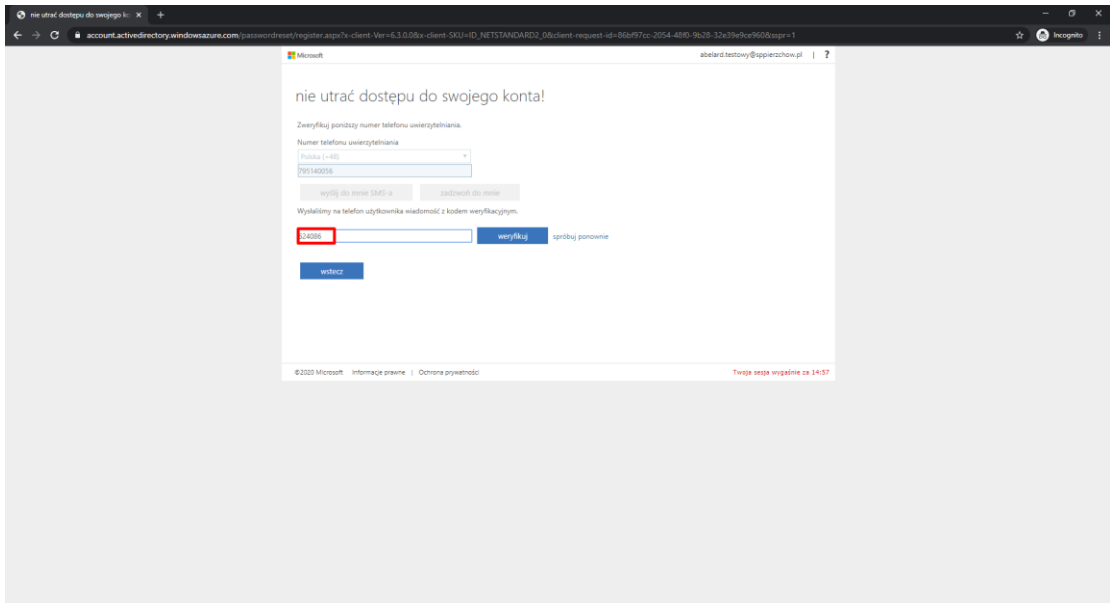 nie utrać dostępu do swojego k
Incognito
account.activedirectory.windowsazure.com/passwordreset/register.aspx?x-client-Ver=6.3.0.0&x-client-SKU=ID_NETSTANDARD2_0&client-request-id=86bf97cc-2054-48f0-9b28-32e39e9ce960&sspr=1
Microsoft
abelard.testowy@sppierzchow.pl | ?
nie utrać dostępu do swojego konta!
Zweryfikuj poniższy numer telefonu uwierzytelniania.
Numer telefonu uwierzytelniania
Polska (+48)
795140056
wyślij do mnie SMS-a zadzwoń do mnie
Wysłaliśmy na telefon użytkownika wiadomość z kodem weryfikacyjnym.
524086 weryfikuj spróbuj ponownie
wstecz
©2020 Microsoft Informacje prawne | Ochrona prywatności Twoja sesja wygaśnie za 14:57